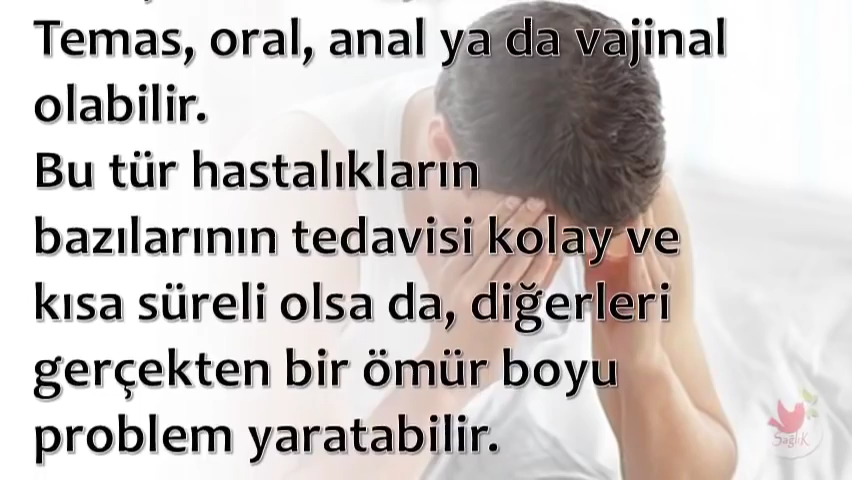 Temas, oral, anal ya da vajinal
olabilir.
Bu tür hastalıkların
bazılarının tedavisi kolay ve
kısa süreli olsa da, diğerleri
gerçekten bir ömür boyu
problem yaratabilir.
Sağlık